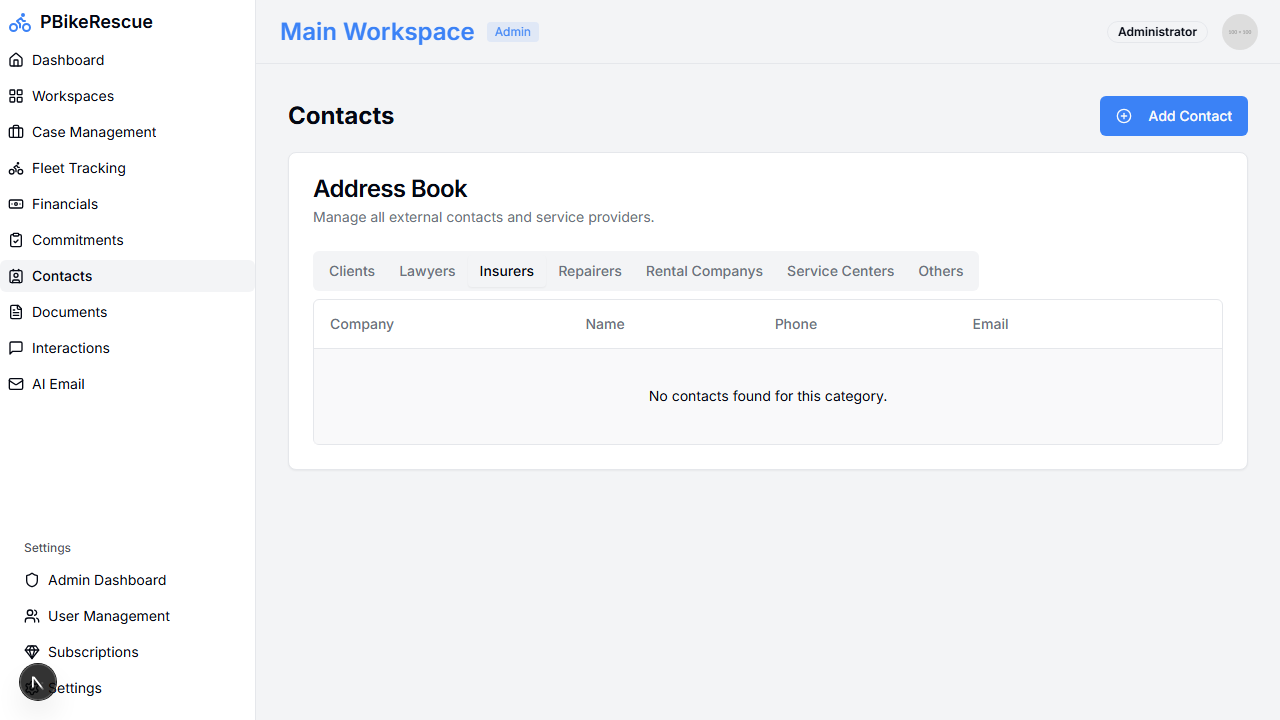 PBikeRescue
Dashboard
Workspaces
Case Management
Fleet Tracking
Financials
Commitments
Contacts
Documents
Interactions
AI Email
Settings
Admin Dashboard
User Management
Subscriptions
Settings
Main Workspace
Admin
Administrator
Contacts
Add Contact
Address Book
Manage all external contacts and service providers.
Clients Lawyers Insurers Repairers Rental Companys Service Centers Others
Company Name Phone Email
No contacts found for this category.